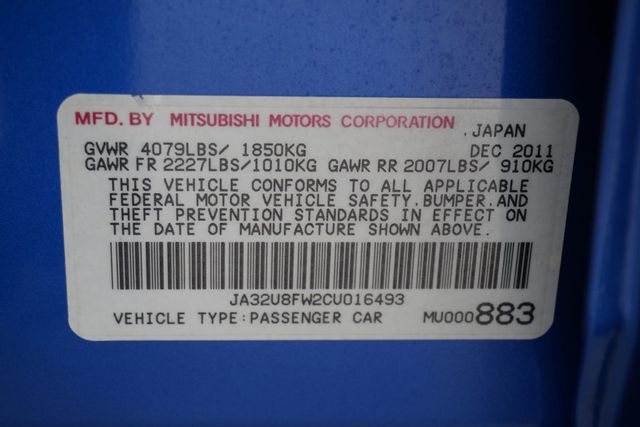 MFD. BY MITSUBISHI MOTORS CORPORATION
.JAPAN
GVWR 4079LBS/ 1850KG DEC 2011
GAWR FR 2227LBS/1010KG GAWR RR 2007LBS/ 910KG
THIS VEHICLE CONFORMS TO ALL APPLICABLE
FEDERAL MOTOR VEHICLE SAFETY.BUMPER.AND
THEFT PREVENTION STANDARDS IN EFFECT ON
THE DATE OF MANUFACTURE SHOWN ABOVE.
JA32U8FW2CU016493
VEHICLE TYPE:PASSENGER CAR MU000883